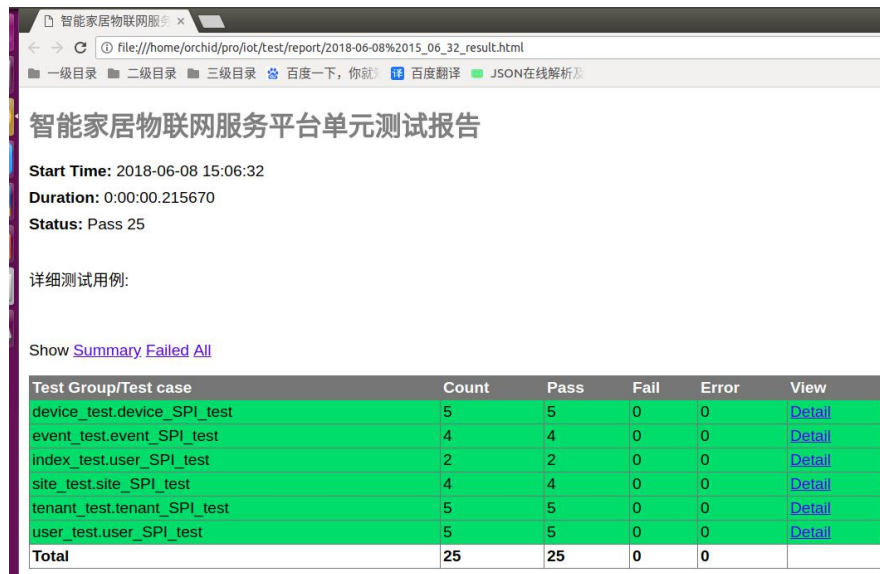 智能家居物联网服务
file:///home/orchid/pro/iot/test/report/2018-06-08%2015_06_32_result.html
一级目录 二级目录 三级目录 百度一下，你就 译 百度翻译 JSON在线解析及
智能家居物联网服务平台单元测试报告
Start Time: 2018-06-08 15:06:32
Duration: 0:00:00.215670
Status: Pass 25
详细测试用例:
Show Summary Failed All
Test Group/Test case Count Pass Fail Error View
device_test.device_SPI_test 5 5 0 0 Detail
event_test.event_SPI_test 4 4 0 0 Detail
index_test.user_SPI_test 2 2 0 0 Detail
site_test.site_SPI_test 4 4 0 0 Detail
tenant_test.tenant_SPI_test 5 5 0 0 Detail
user_test.user_SPI_test 5 5 0 0 Detail
Total 25 25 0 0